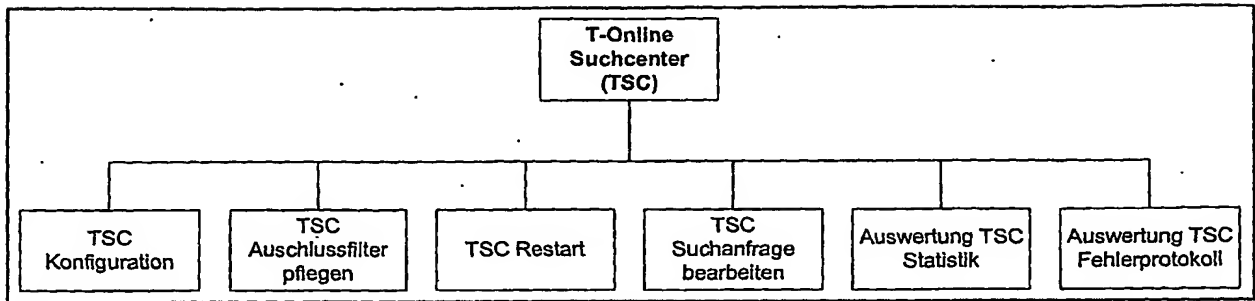 T-Online
Suchcenter
(TSC)
TSC
Konfiguration
TSC
Auschlussfilter
pflegen
TSC Restart
TSC
Suchanfrage
bearbeiten
Auswertung TSC
Statistik
Auswertung TSC
Fehlerprotokoll